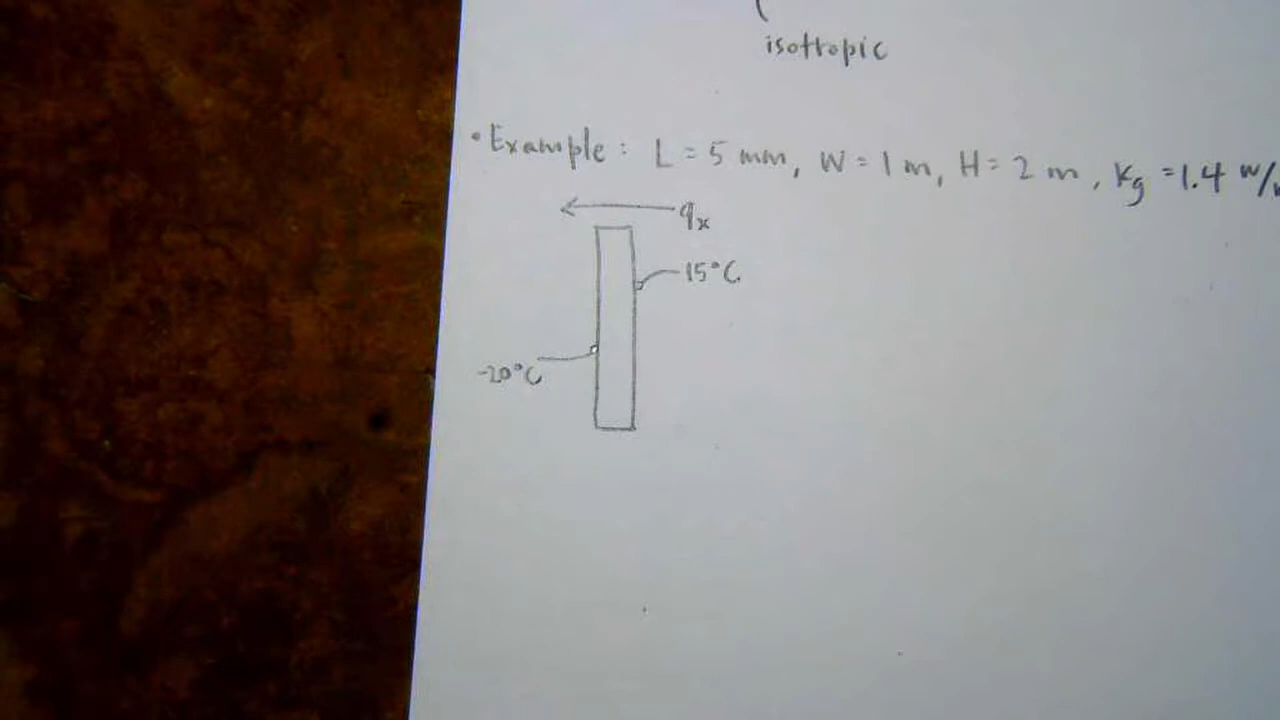 isotropic
• Example : L = 5 mm, W = 1 m, H = 2 m, Kg = 1.4 W/
qx
15°C
-20°C